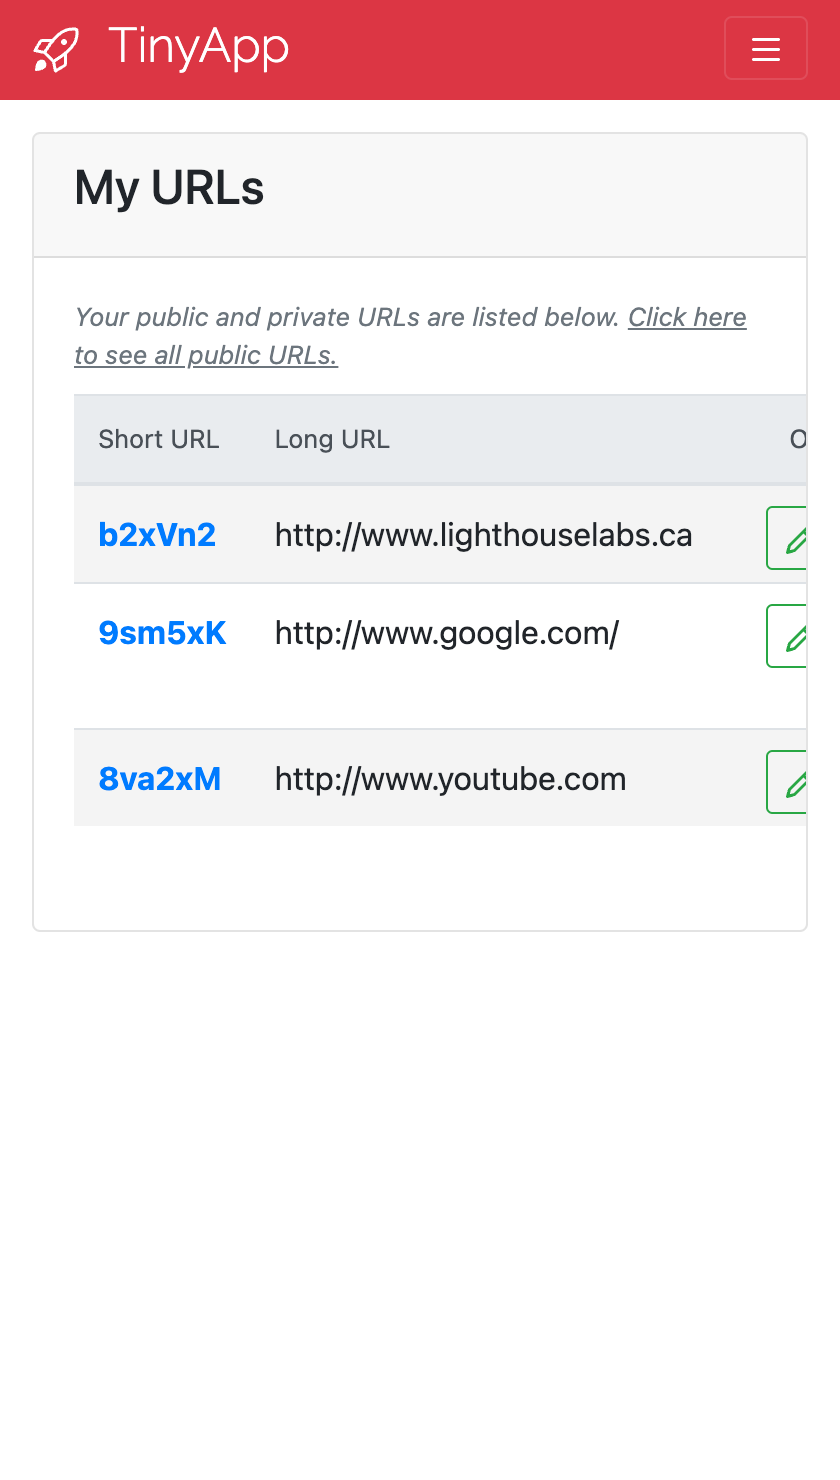 TinyApp
My URLs
Your public and private URLs are listed below. Click here
to see all public URLs.
Short URL Long URL
b2xVn2 http://www.lighthouselabs.ca
9sm5xK http://www.google.com/
8va2xM http://www.youtube.com